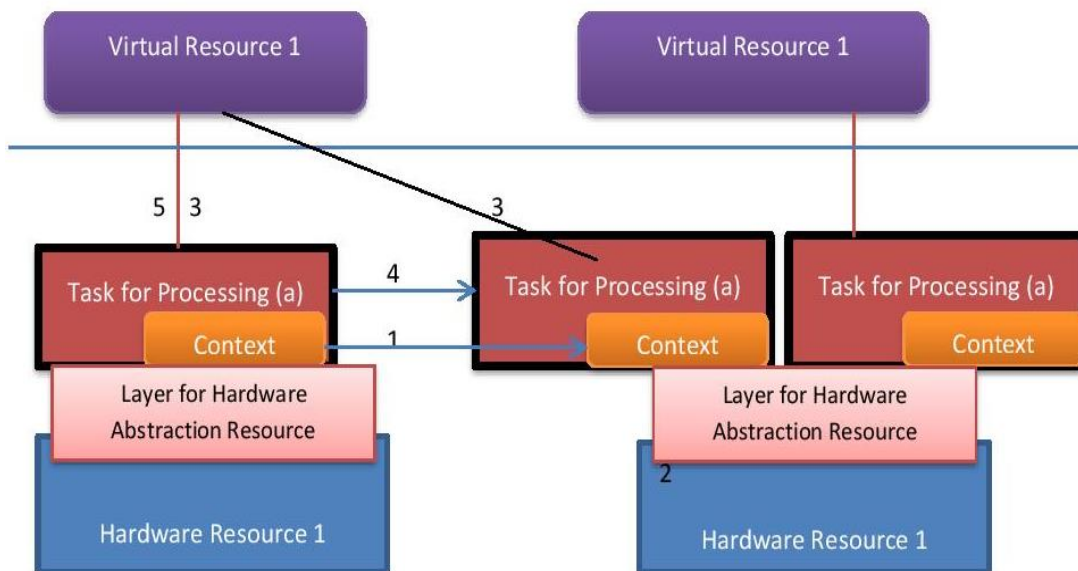 Virtual Resource 1
Virtual Resource 1
5 3
3
Task for Processing (a)
4
Task for Processing (a)
Task for Processing (a)
Context
1
Context
Context
Layer for Hardware
Abstraction Resource
Layer for Hardware
Abstraction Resource
2
Hardware Resource 1
Hardware Resource 1